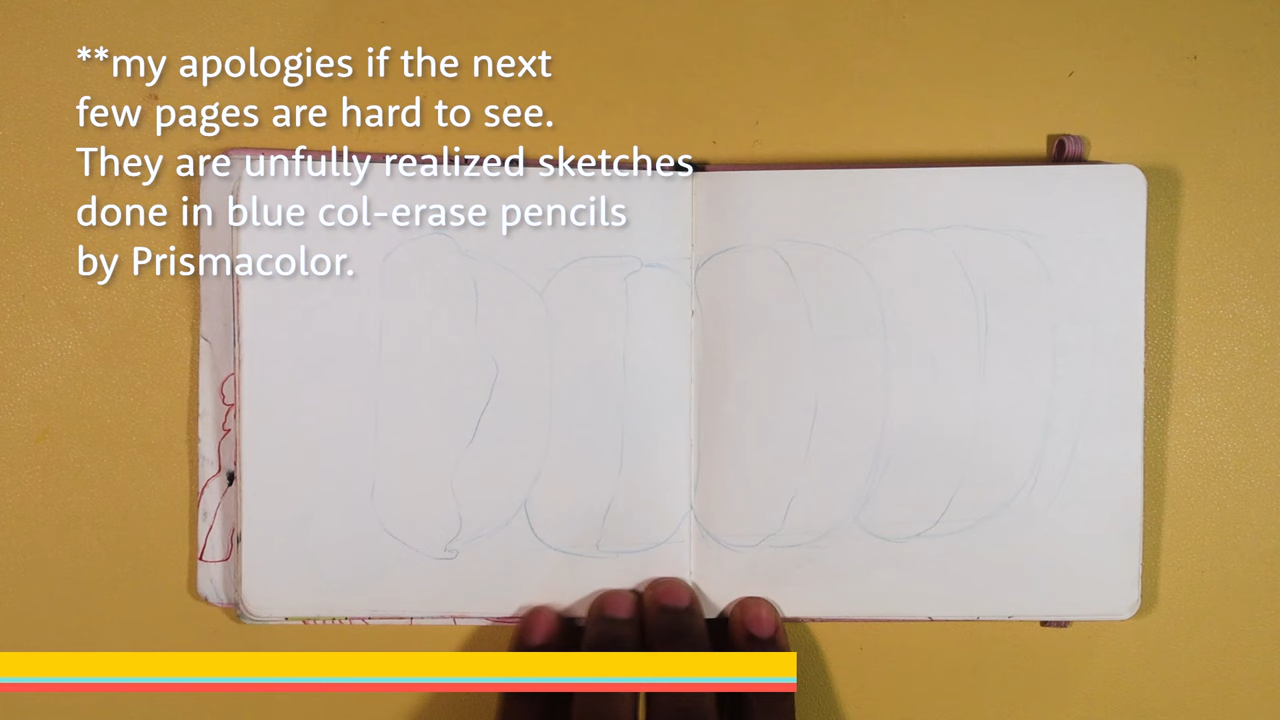 **my apologies if the next
few pages are hard to see.
They are unfully realized sketches
done in blue col-erase pencils
by Prismacolor.